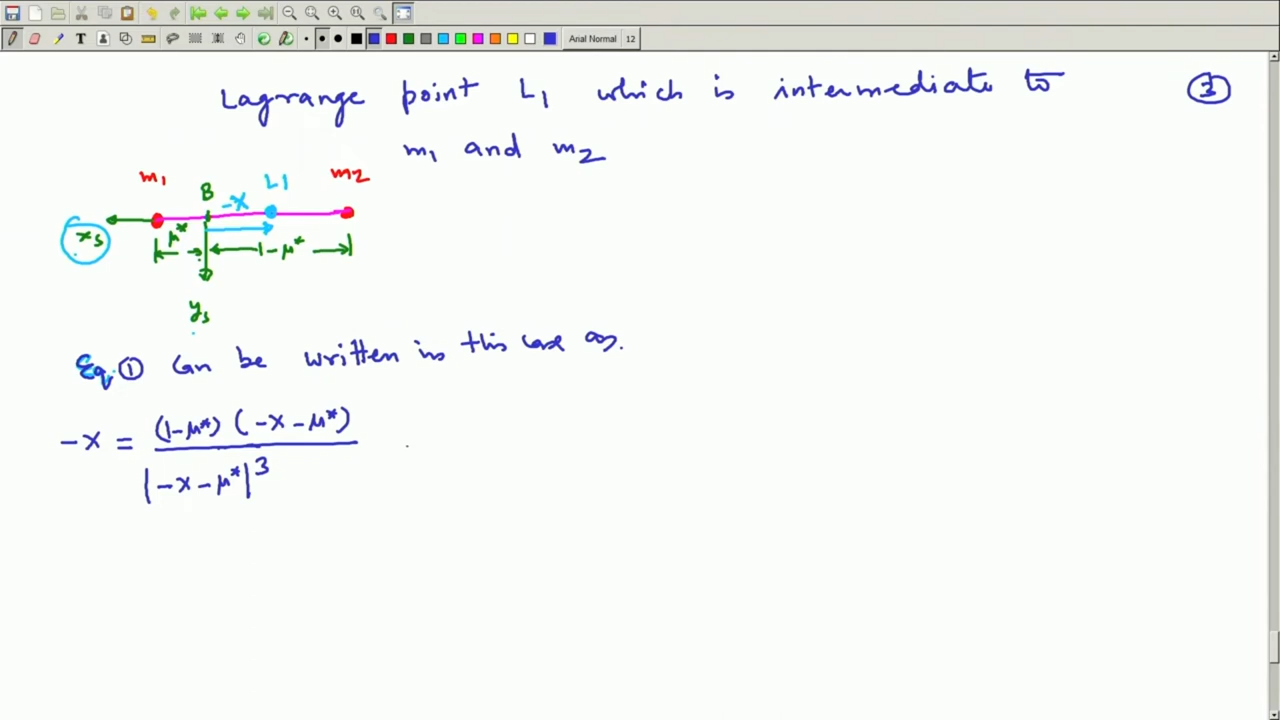 Arial Normal 12
Lagrange point L1 which is intermediate to
③
m1 and m2
m1 B -X L1 m2
xs μ* 1-μ*
ys
Eq. ① can be written in this case as.
-X = (1-μ*) (-X - μ*)
|-X - μ*|^3